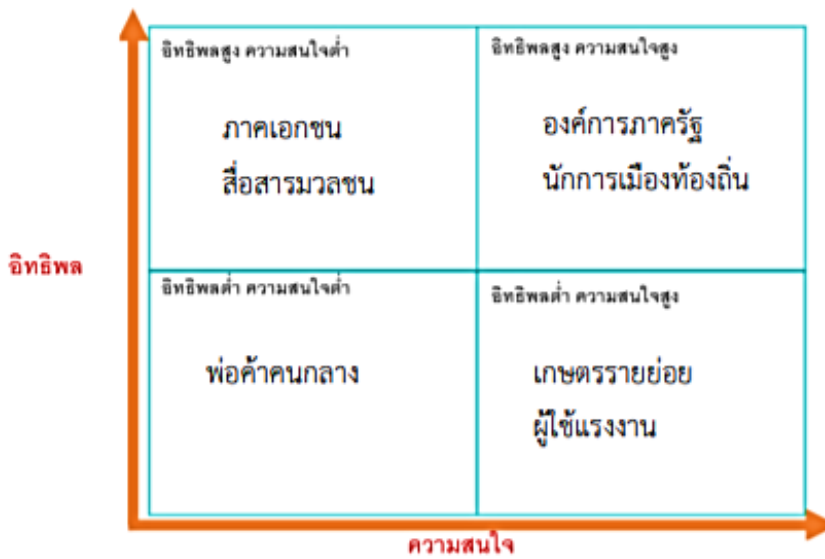 อิทธิพลสูง ความสนใจต่ำ
ภาคเอกชน
สื่อสารมวลชน
อิทธิพลสูง ความสนใจสูง
องค์การภาครัฐ
นักการเมืองท้องถิ่น
อิทธิพล
อิทธิพลต่ำ ความสนใจต่ำ
พ่อค้าคนกลาง
อิทธิพลต่ำ ความสนใจสูง
เกษตรรายย่อย
ผู้ใช้แรงงาน
ความสนใจ